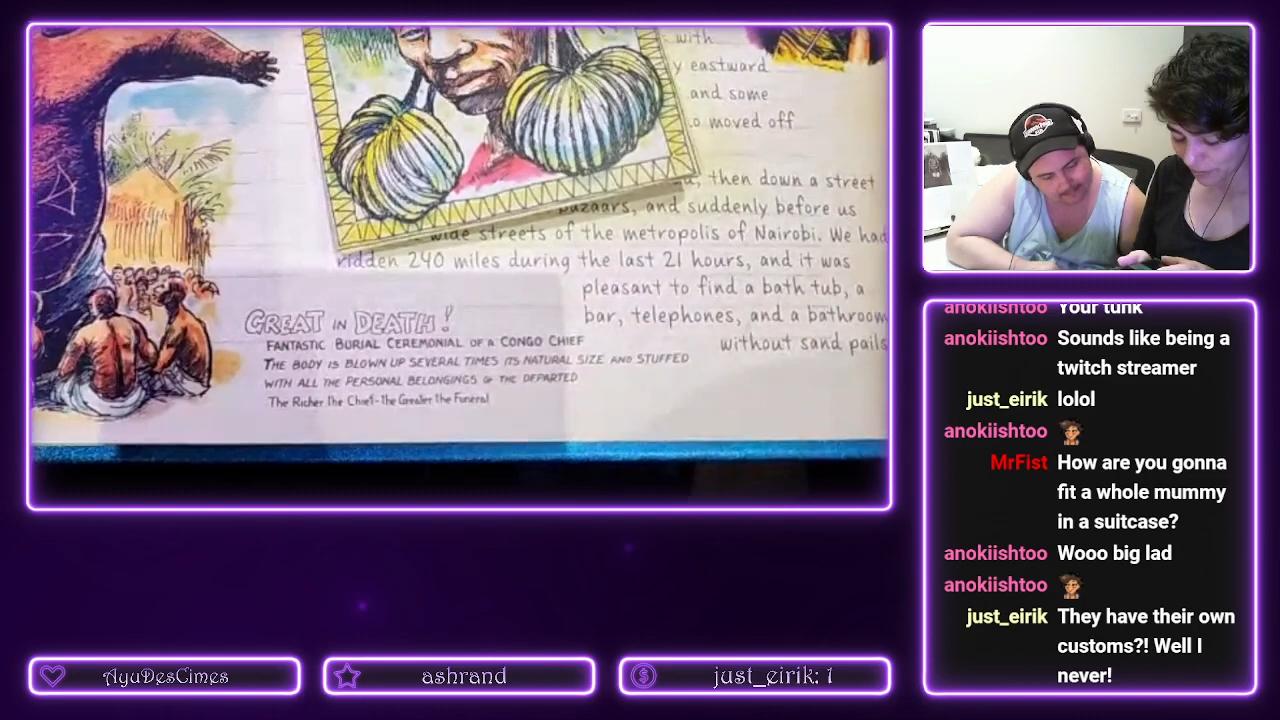 with
y eastward
and some
o moved off
then down a street
bazaars, and suddenly before us
wide streets of the metropolis of Nairobi. We had
ridden 240 miles during the last 21 hours, and it was
pleasant to find a bath tub, a
bar, telephones, and a bathroom
without sand pails
GREAT IN DEATH!
FANTASTIC BURIAL CEREMONIAL OF A CONGO CHIEF
THE BODY IS BLOWN UP SEVERAL TIMES ITS NATURAL SIZE AND STUFFED
WITH ALL THE PERSONAL BELONGINGS OF THE DEPARTED
The Richer the Chief-the Greater the Funeral
anokiishtoo Your tunk
anokiishtoo Sounds like being a
twitch streamer
just_eirik lolol
anokiishtoo
MrFist How are you gonna
fit a whole mummy
in a suitcase?
anokiishtoo Wooo big lad
anokiishtoo
just_eirik They have their own
customs?! Well I
never!
AyuDesCimes
ashrand
just_eirik: 1